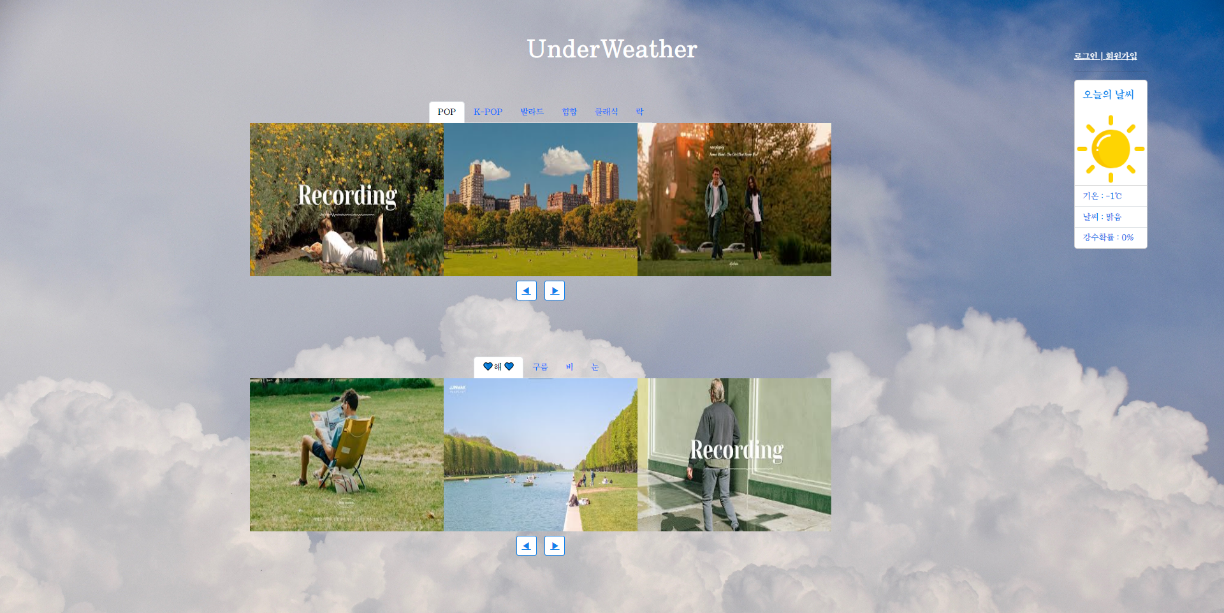 UnderWeather
로그인 | 회원가입
POP K-POP 발라드 힙합 클래식 락
오늘의 날씨
기온 : -1℃
날씨 : 맑음
강수확률 : 0%
Recording
◀ ▶
💙해 💙 구름 비 눈
Recording
◀ ▶